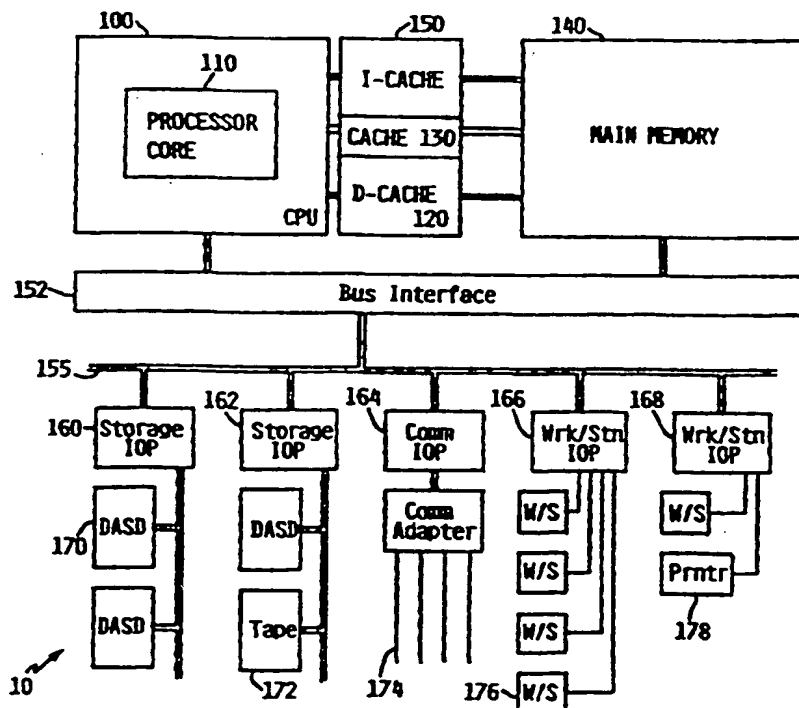 100
150
140
110
I-CACHE
PROCESSOR
CORE
CACHE 130
MAIN MEMORY
D-CACHE
120
CPU
152
Bus Interface
155
160
Storage
IOP
162
Storage
IOP
164
Comm
IOP
166
Wrk/Stn
IOP
168
Wrk/Stn
IOP
170
DASD
DASD
Comm
Adapter
W/S
W/S
W/S
Prntr
178
DASD
Tape
W/S
10
172
174
176
W/S